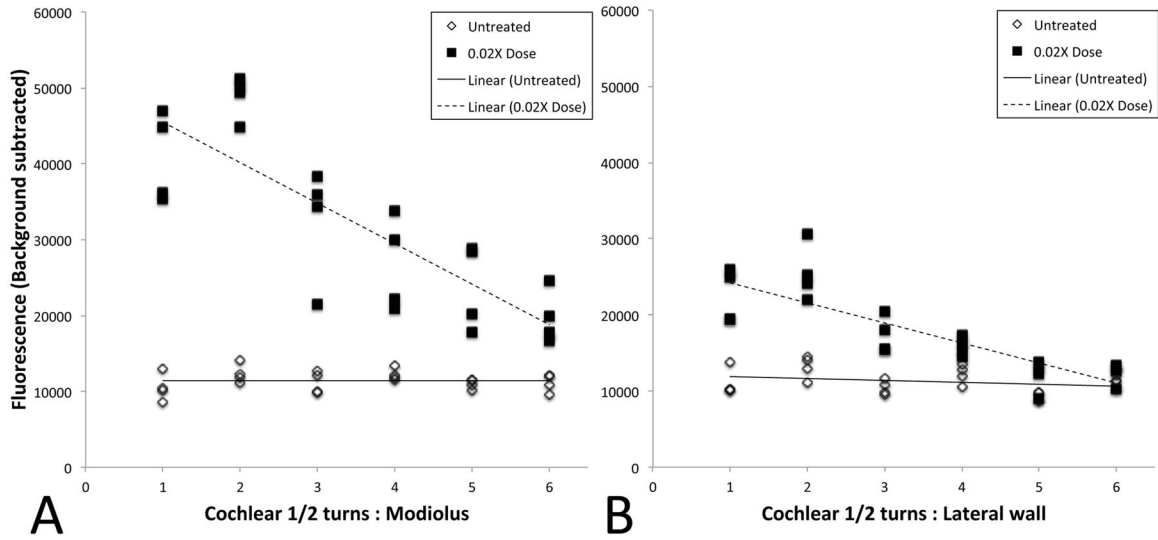 Fluorescence (Background subtracted)
60000
50000
40000
30000
20000
10000
0
0 1 2 3 4 5 6
Cochlear 1/2 turns : Modiolus
A
Untreated
0.02X Dose
Linear (Untreated)
Linear (0.02X Dose)
60000
50000
40000
30000
20000
10000
0
0 1 2 3 4 5 6
Cochlear 1/2 turns : Lateral wall
B
Untreated
0.02X Dose
Linear (Untreated)
Linear (0.02X Dose)